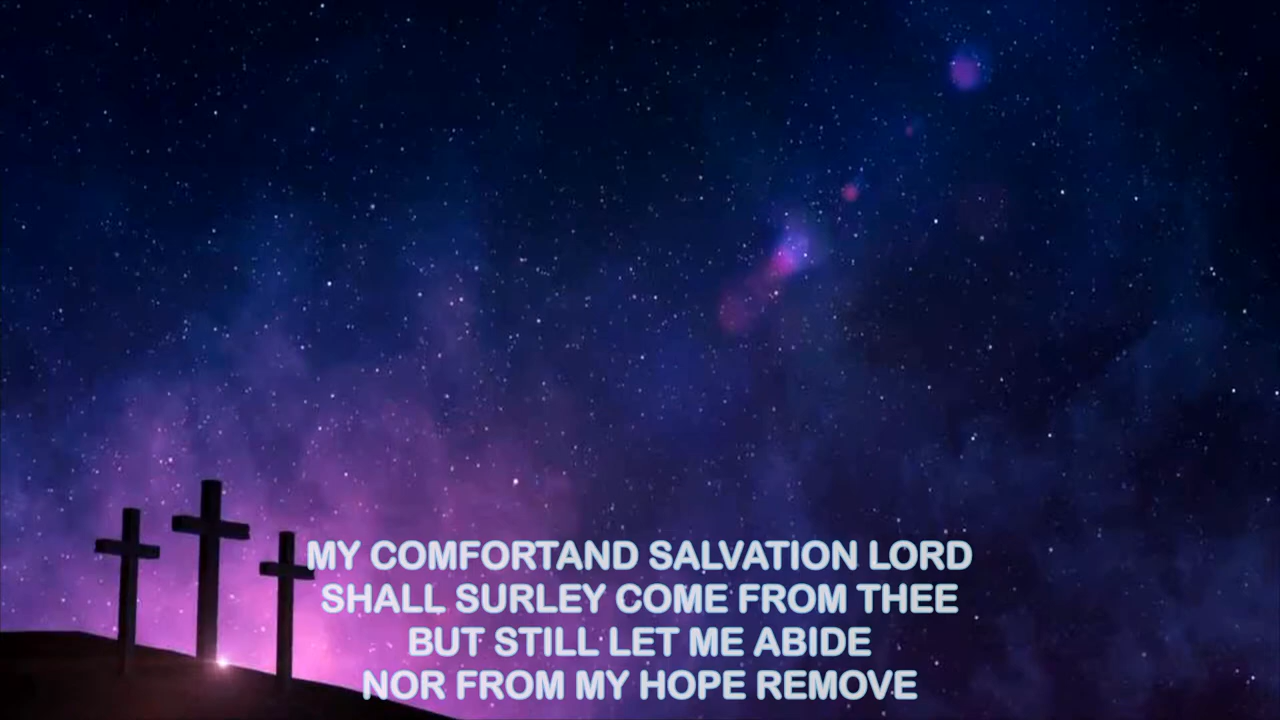 MY COMFORTAND SALVATION LORD
SHALL SURLEY COME FROM THEE
BUT STILL LET ME ABIDE
NOR FROM MY HOPE REMOVE